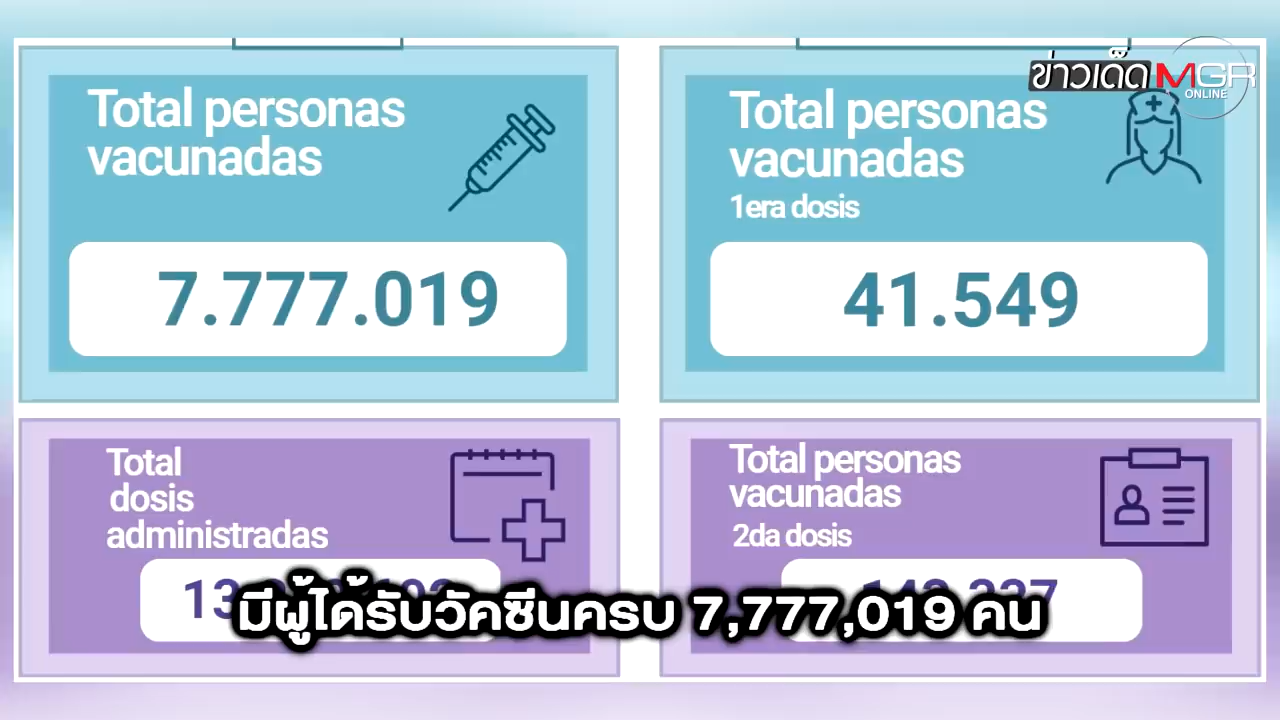 ข่าวเด็ด MGR
ONLINE
Total personas
vacunadas
7.777.019
Total personas
vacunadas
1era dosis
41.549
Total
dosis
administradas
Total personas
vacunadas
2da dosis
มีผู้ได้รับวัคซีนครบ 7,777,019 คน